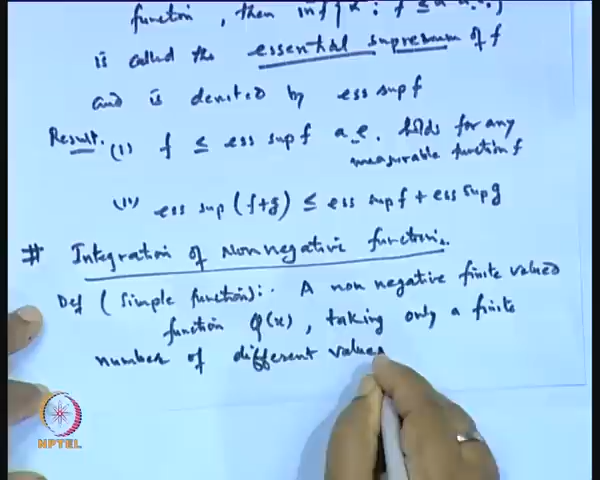 function, then inf{α : f ≤ α a.e.}
is called the essential supremum of f
and is denoted by ess sup f
Result. (i) f ≤ ess sup f a.e. holds for any
measurable function f
(ii) ess sup (f+g) ≤ ess sup f + ess sup g
# Integration of Nonnegative function..
Def (Simple function):. A non negative finite valued
function φ(x), taking only a finite
number of different values
NPTEL